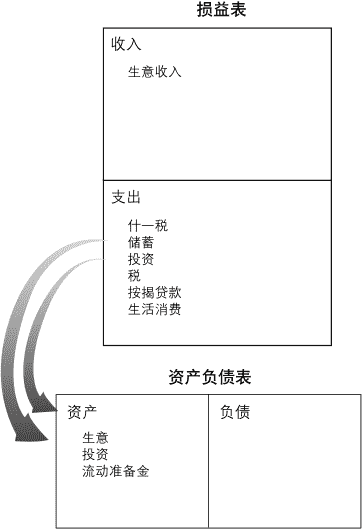 损益表
收入
生意收入
支出
什一税
储蓄
投资
税
按揭贷款
生活消费
资产负债表
资产
负债
生意
投资
流动准备金